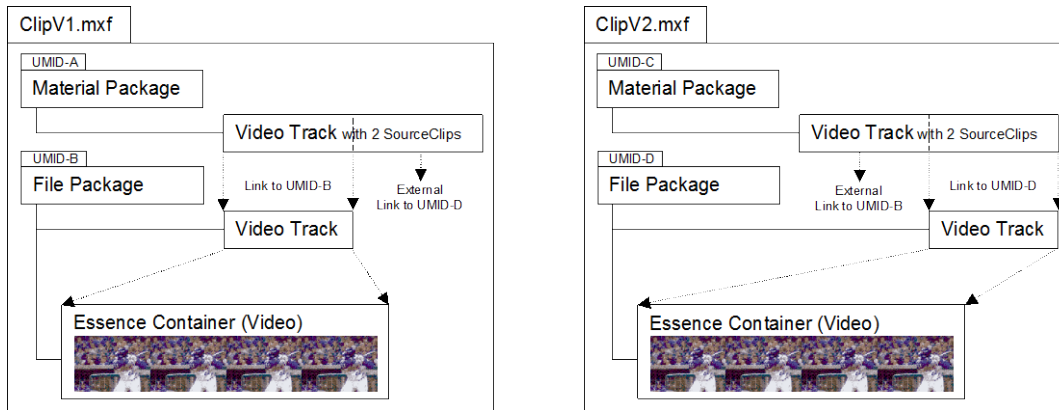 ClipV1.mxf
UMID-A
Material Package
Video Track with 2 SourceClips
UMID-B
File Package
Link to UMID-B
External
Link to UMID-D
Video Track
Essence Container (Video)
ClipV2.mxf
UMID-C
Material Package
Video Track with 2 SourceClips
UMID-D
File Package
External
Link to UMID-B
Link to UMID-D
Video Track
Essence Container (Video)